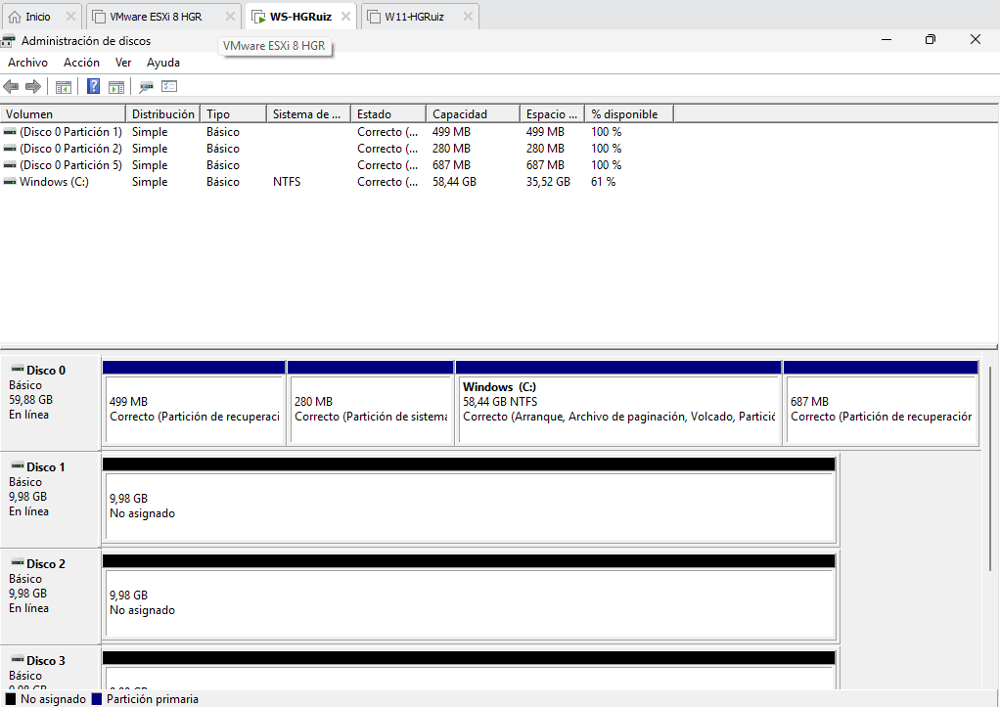 Inicio
VMware ESXi 8 HGR
WS-HGRuiz
W11-HGRuiz
Administración de discos
VMware ESXi 8 HGR
Archivo Acción Ver Ayuda
Volumen Distribución Tipo Sistema de ... Estado Capacidad Espacio ... % disponible
(Disco 0 Partición 1) Simple Básico Correcto (... 499 MB 499 MB 100 %
(Disco 0 Partición 2) Simple Básico Correcto (... 280 MB 280 MB 100 %
(Disco 0 Partición 5) Simple Básico Correcto (... 687 MB 687 MB 100 %
Windows (C:) Simple Básico NTFS Correcto (... 58,44 GB 35,52 GB 61 %
Disco 0
Básico
59,88 GB
En línea
499 MB
Correcto (Partición de recuperaci
280 MB
Correcto (Partición de sistema
Windows (C:)
58,44 GB NTFS
Correcto (Arranque, Archivo de paginación, Volcado, Partició
687 MB
Correcto (Partición de recuperación
Disco 1
Básico
9,98 GB
En línea
9,98 GB
No asignado
Disco 2
Básico
9,98 GB
En línea
9,98 GB
No asignado
Disco 3
Básico
9,98 GB
9,98 GB
No asignado
Partición primaria